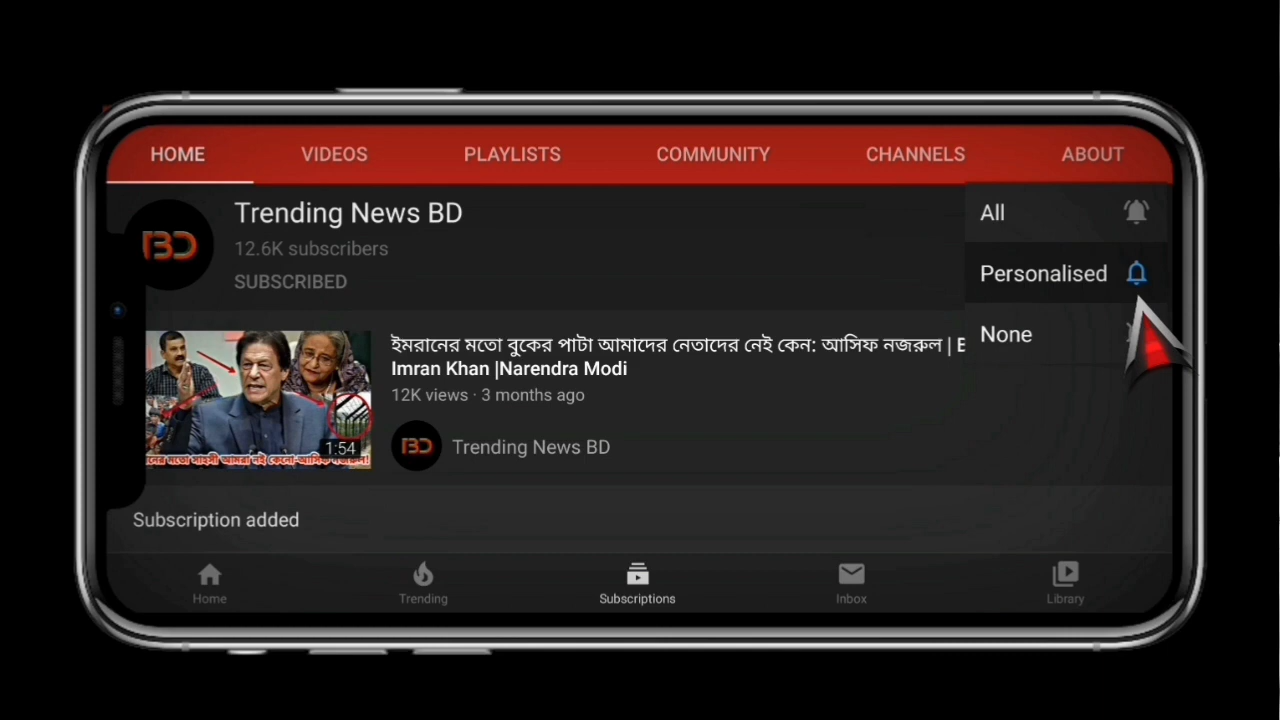 HOME VIDEOS PLAYLISTS COMMUNITY CHANNELS ABOUT
Trending News BD
12.6K subscribers
SUBSCRIBED
All
Personalised
None
BD
ইমরানের মতো বুকের পাটা আমাদের নেতাদের নেই কেন: আসিফ নজরুল |
Imran Khan |Narendra Modi
12K views · 3 months ago
1:54
BD
Trending News BD
Subscription added
Home Trending Subscriptions Inbox Library